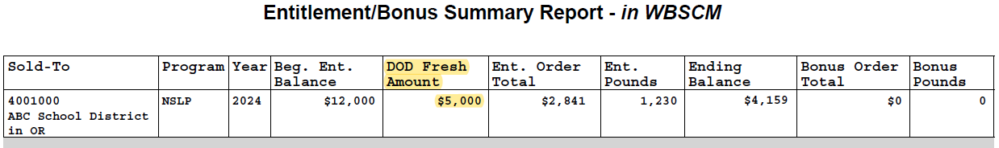 Entitlement/Bonus Summary Report - in WBSCM
Sold-To Program Year Beg. Ent. Balance DOD Fresh Amount Ent. Order Total Ent. Pounds Ending Balance Bonus Order Total Bonus Pounds
4001000 NSLP 2024 $12,000 $5,000 $2,841 1,230 $4,159 $0 0
ABC School District
in OR